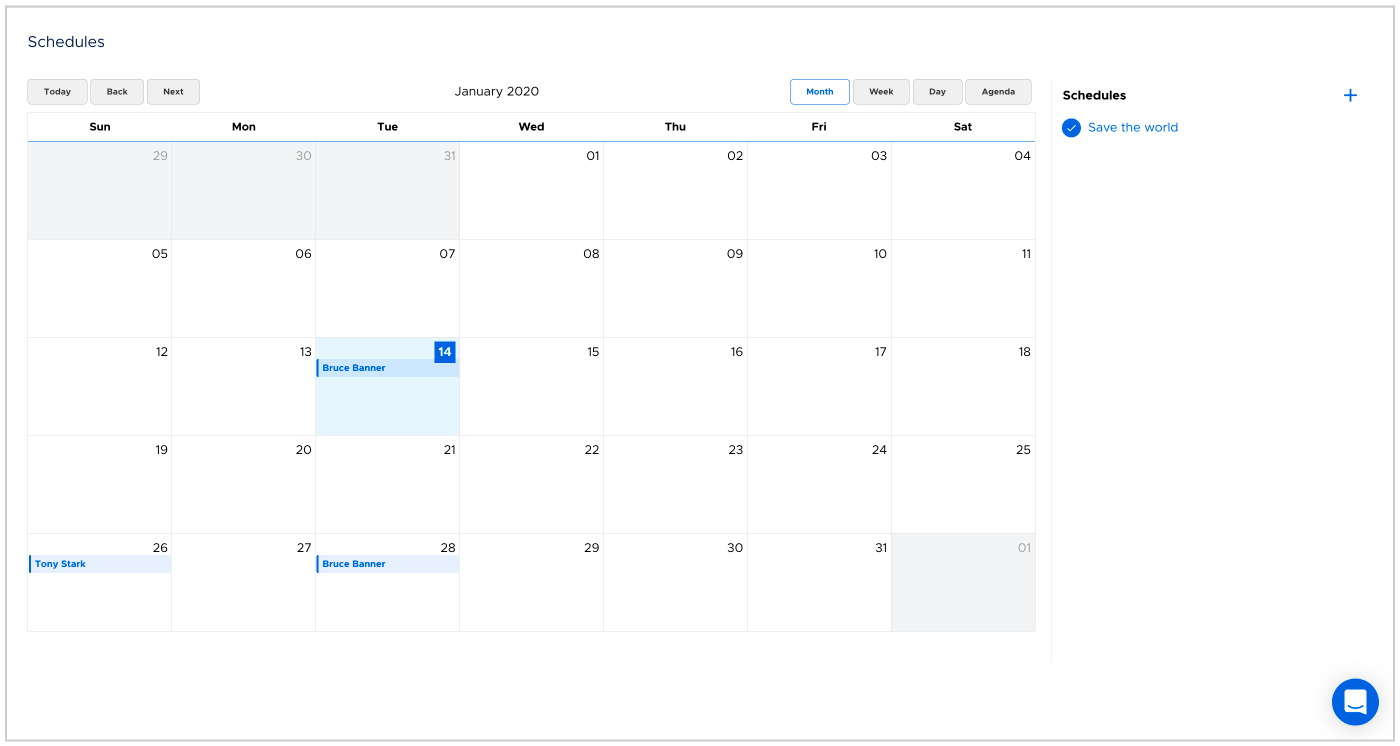 Schedules
Today Back Next January 2020 Month Week Day Agenda
Schedules
Save the world
Sun Mon Tue Wed Thu Fri Sat
29 30 31 01 02 03 04
05 06 07 08 09 10 11
12 13 14 15 16 17 18
Bruce Banner
19 20 21 22 23 24 25
26 27 28 29 30 31 01
Tony Stark Bruce Banner